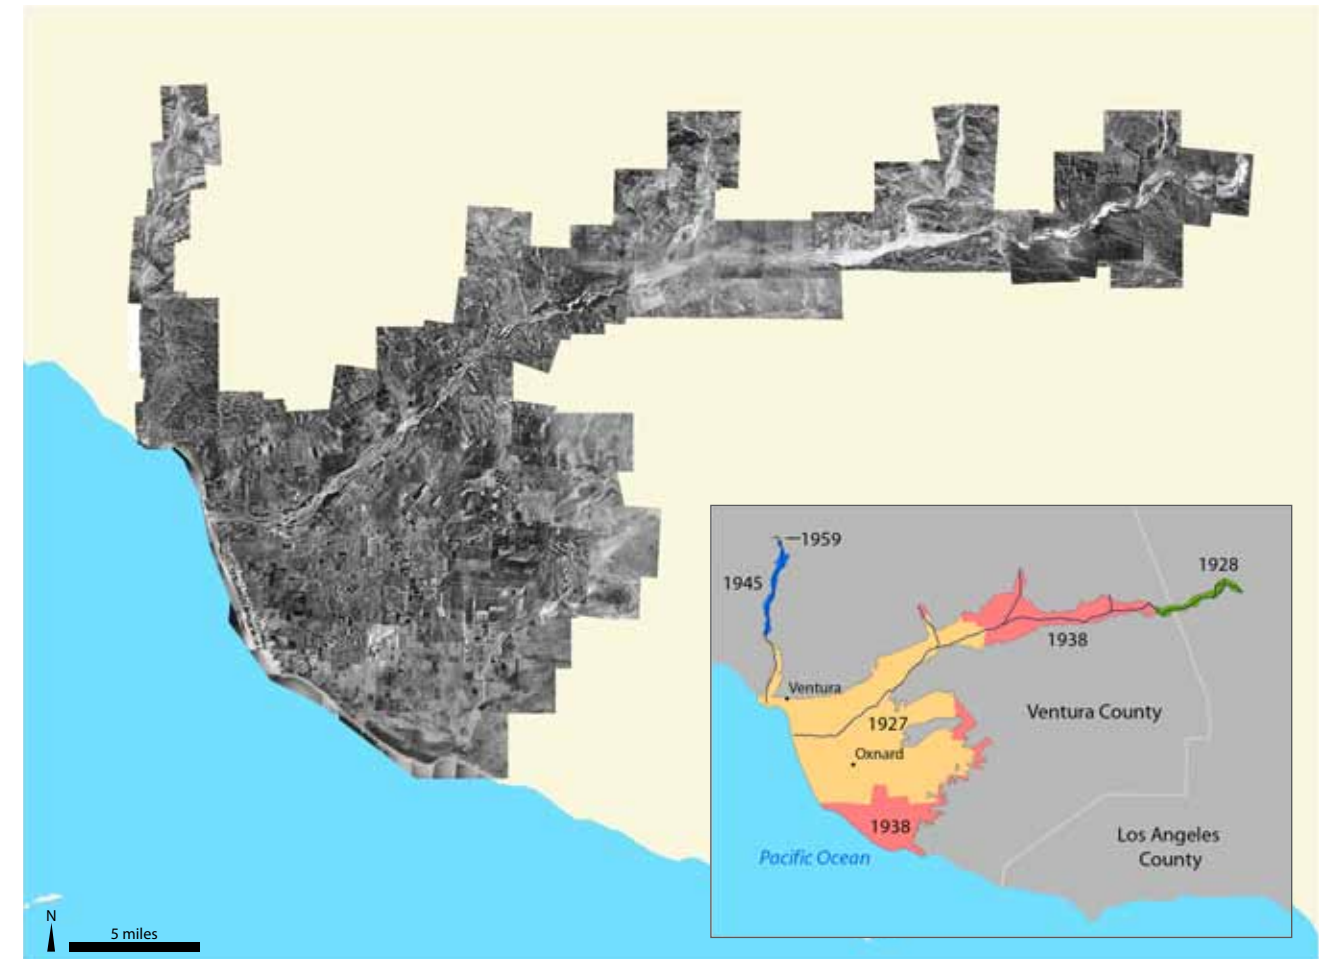 1959
1928
1945
1938
Ventura
Ventura County
1927
Oxnard
1938
Los Angeles
County
Pacific Ocean
N
5 miles